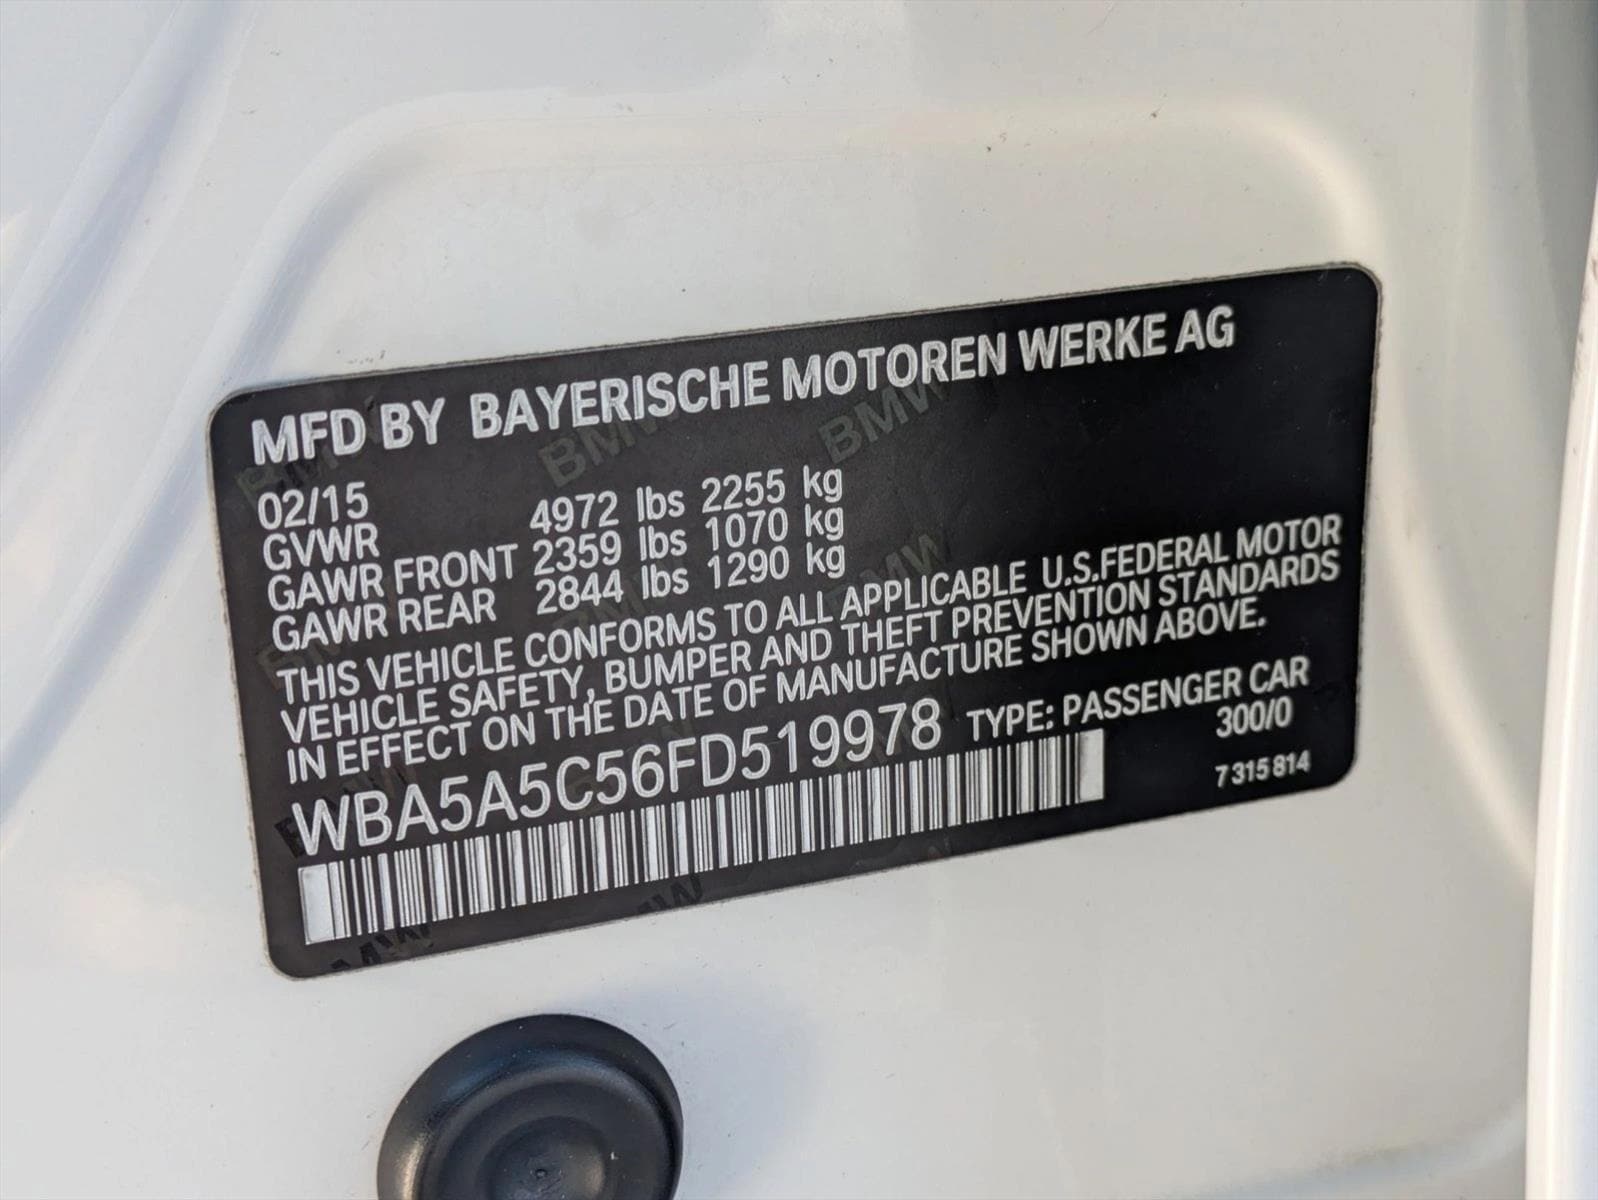 MFD BY BAYERISCHE MOTOREN WERKE AG
02/15
GVWR 4972 lbs 2255 kg
GAWR FRONT 2359 lbs 1070 kg
GAWR REAR 2844 lbs 1290 kg
THIS VEHICLE CONFORMS TO ALL APPLICABLE U.S.FEDERAL MOTOR
VEHICLE SAFETY, BUMPER AND THEFT PREVENTION STANDARDS
IN EFFECT ON THE DATE OF MANUFACTURE SHOWN ABOVE.
WBA5A5C56FD519978 TYPE: PASSENGER CAR
300/0
7 315 814